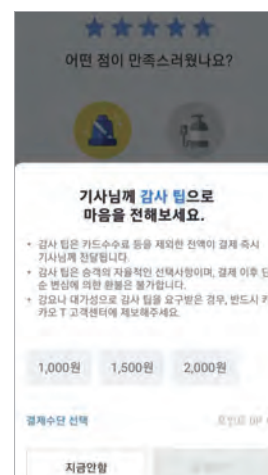 어떤 점이 만족스러웠나요?
기사님께 감사 팁으로
마음을 전해보세요.
• 감사 팁은 카드수수료 등을 제외한 전액이 결제 즉시
기사님께 전달됩니다.
• 감사 팁은 승객의 자율적인 선택사항이며, 결제 이후 단
순 변심에 의한 환불은 불가합니다.
• 강요나 대가성으로 감사 팁을 요구받은 경우, 반드시 카
카오 T 고객센터에 제보해주세요.
1,000원 1,500원 2,000원
결제수단 선택
지금안함